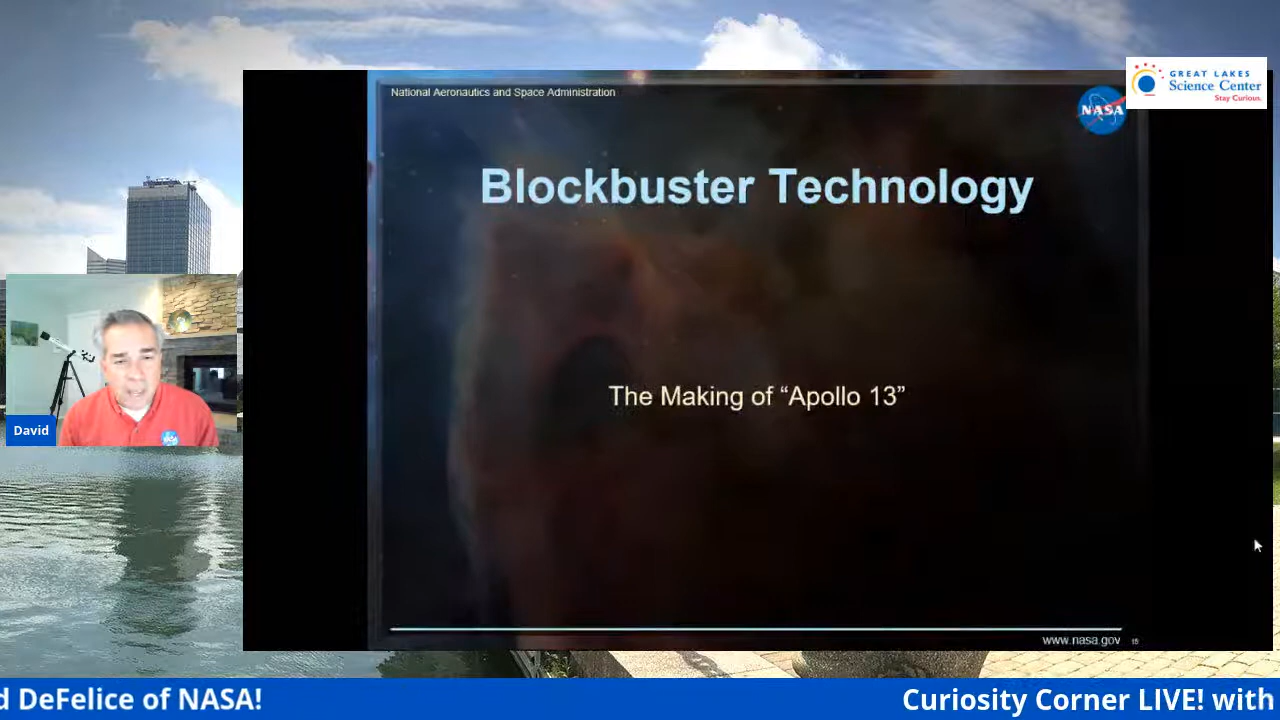 National Aeronautics and Space Administration
NASA
GREAT LAKES
Science Center
Stay Curious.
Blockbuster Technology
The Making of “Apollo 13”
David
www.nasa.gov
d DeFelice of NASA!
Curiosity Corner LIVE! with